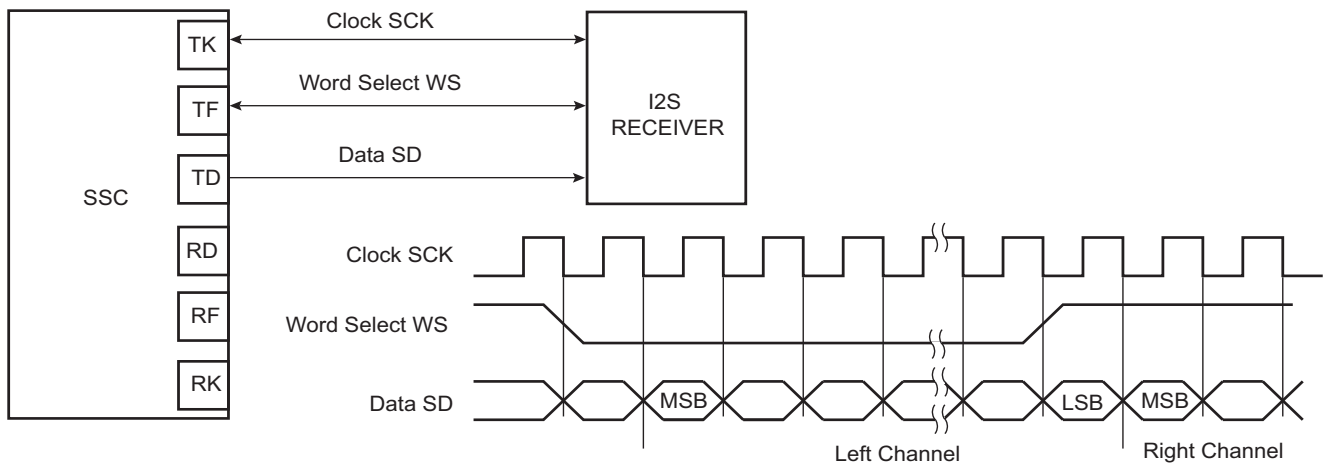 SSC
TK
TF
TD
RD
RF
RK
Clock SCK
Word Select WS
Data SD
I2S
RECEIVER
Clock SCK
Word Select WS
Data SD
MSB
LSB
MSB
Left Channel
Right Channel